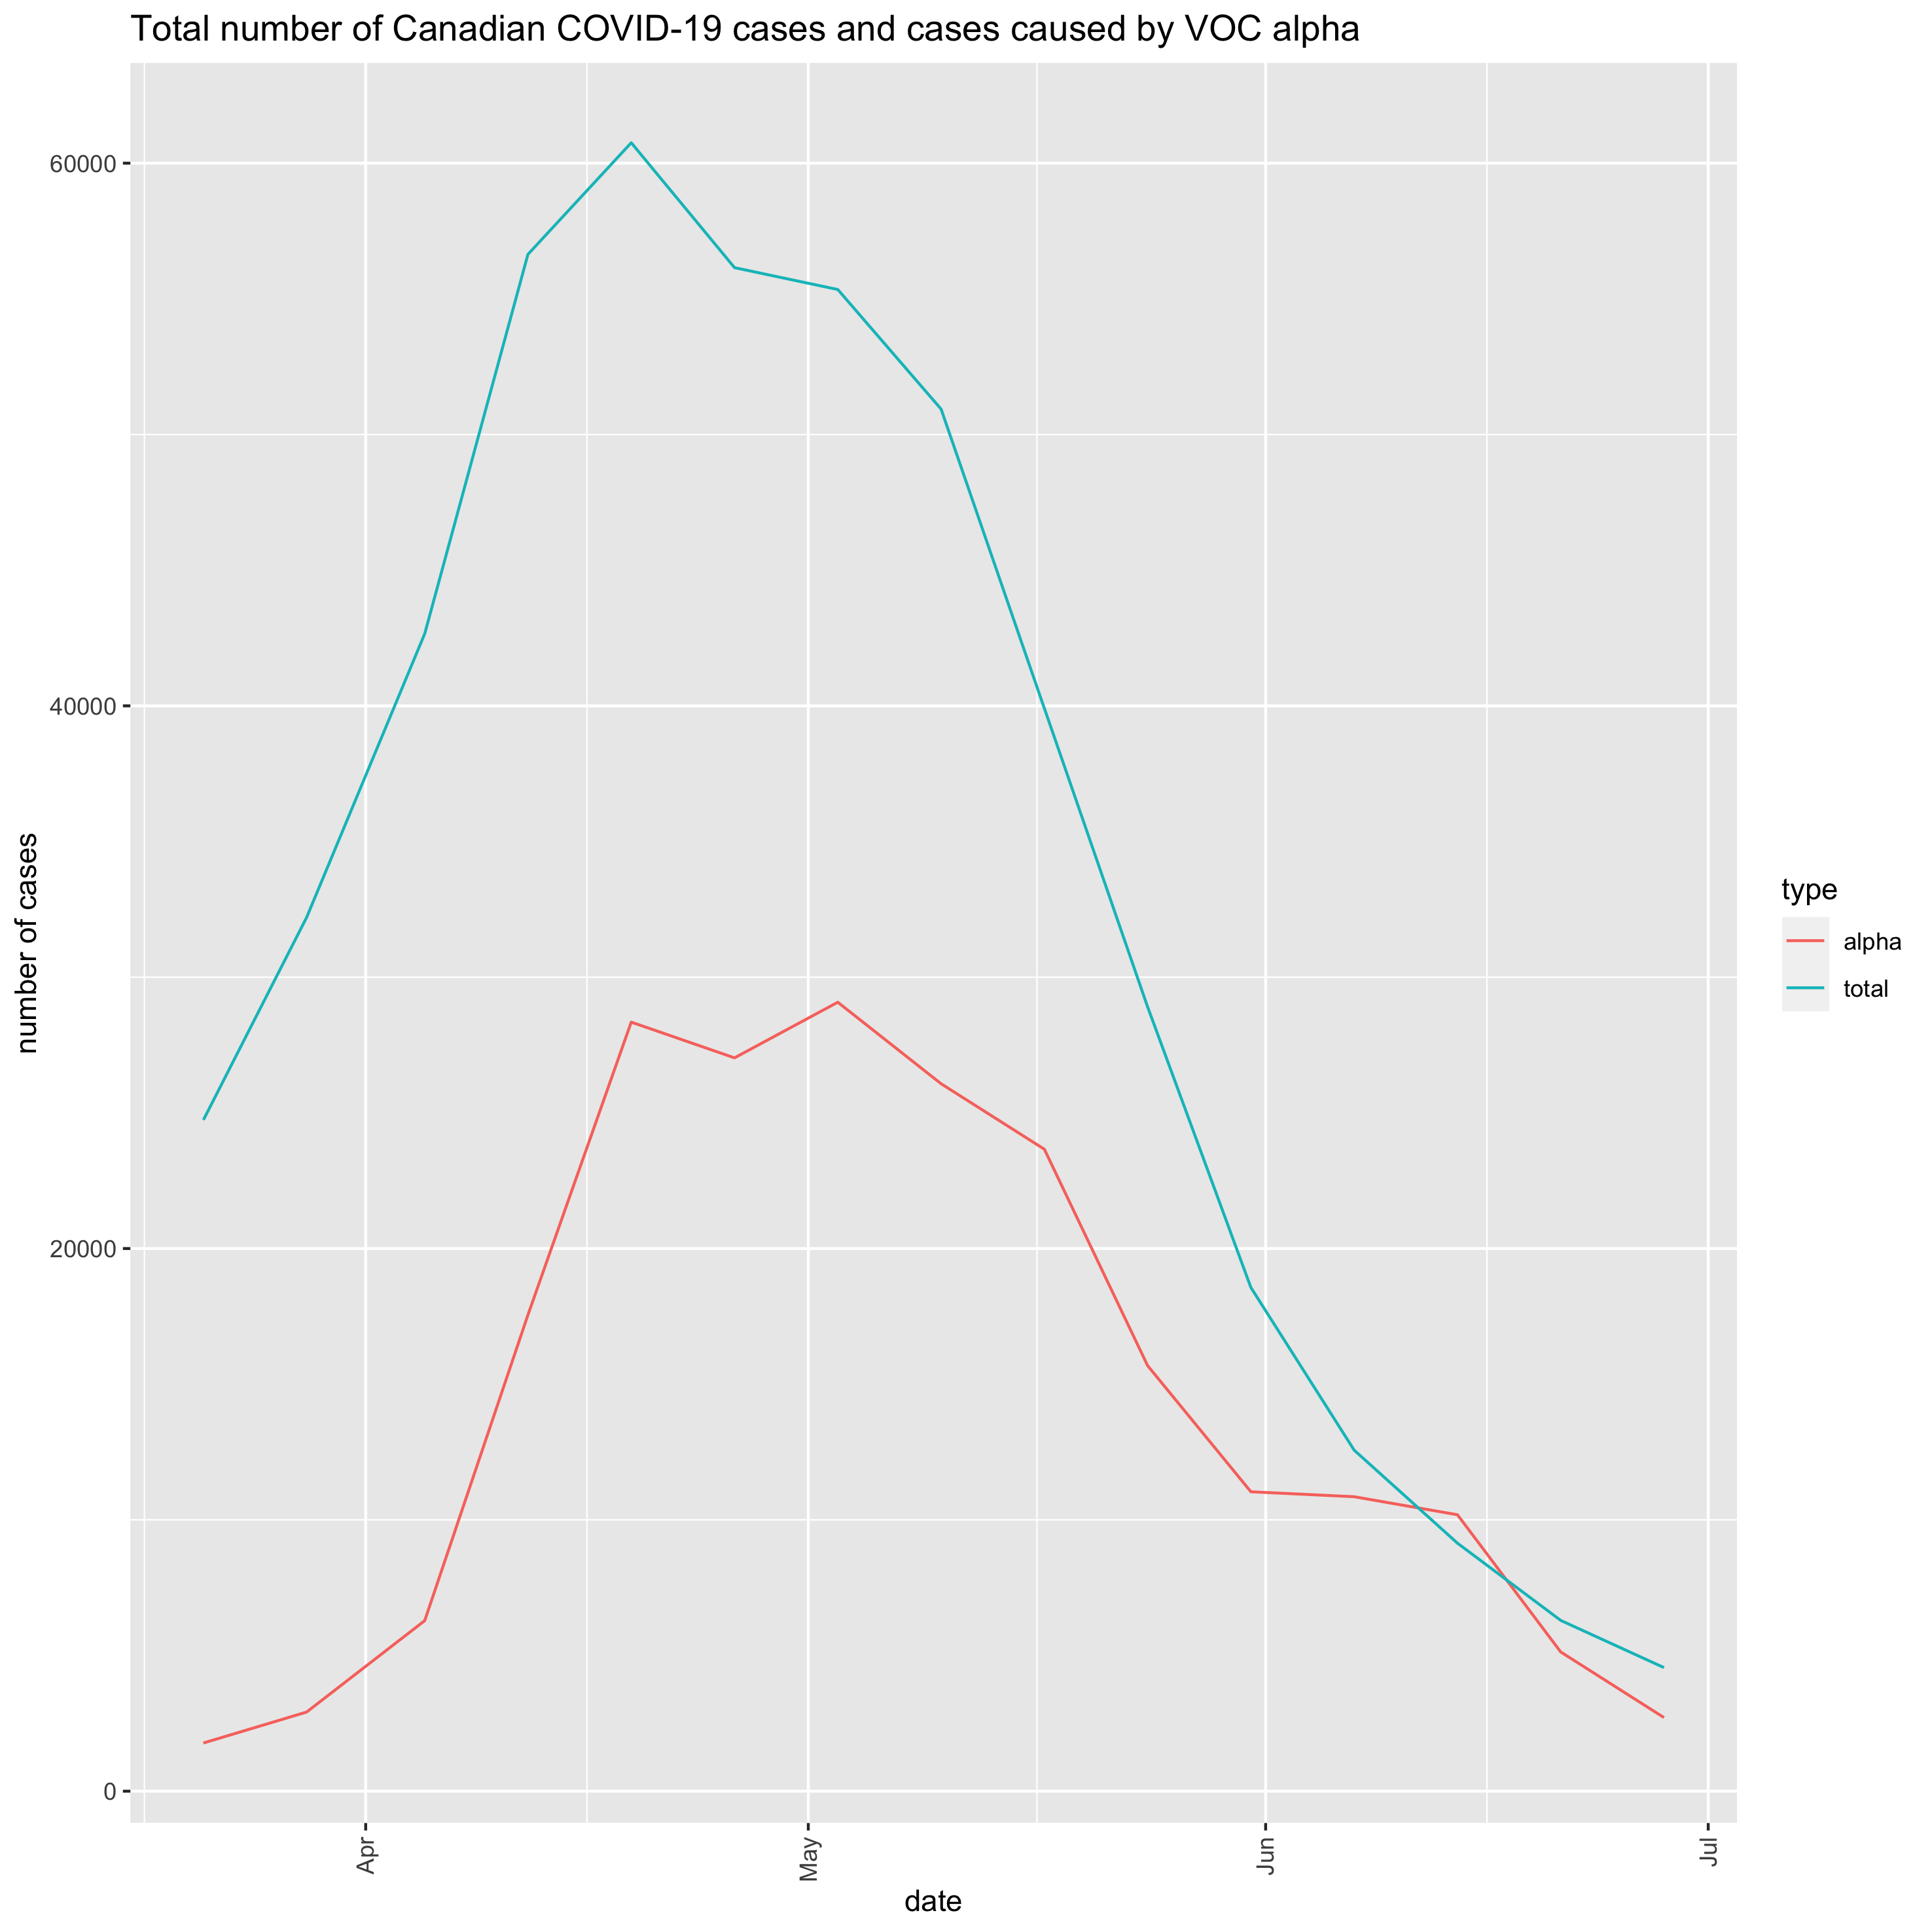 Total number of Canadian COVID-19 cases and cases caused by VOC alpha
60000
40000
20000
0
number of cases
Apr
May
Jun
Jul
date
type
alpha
total